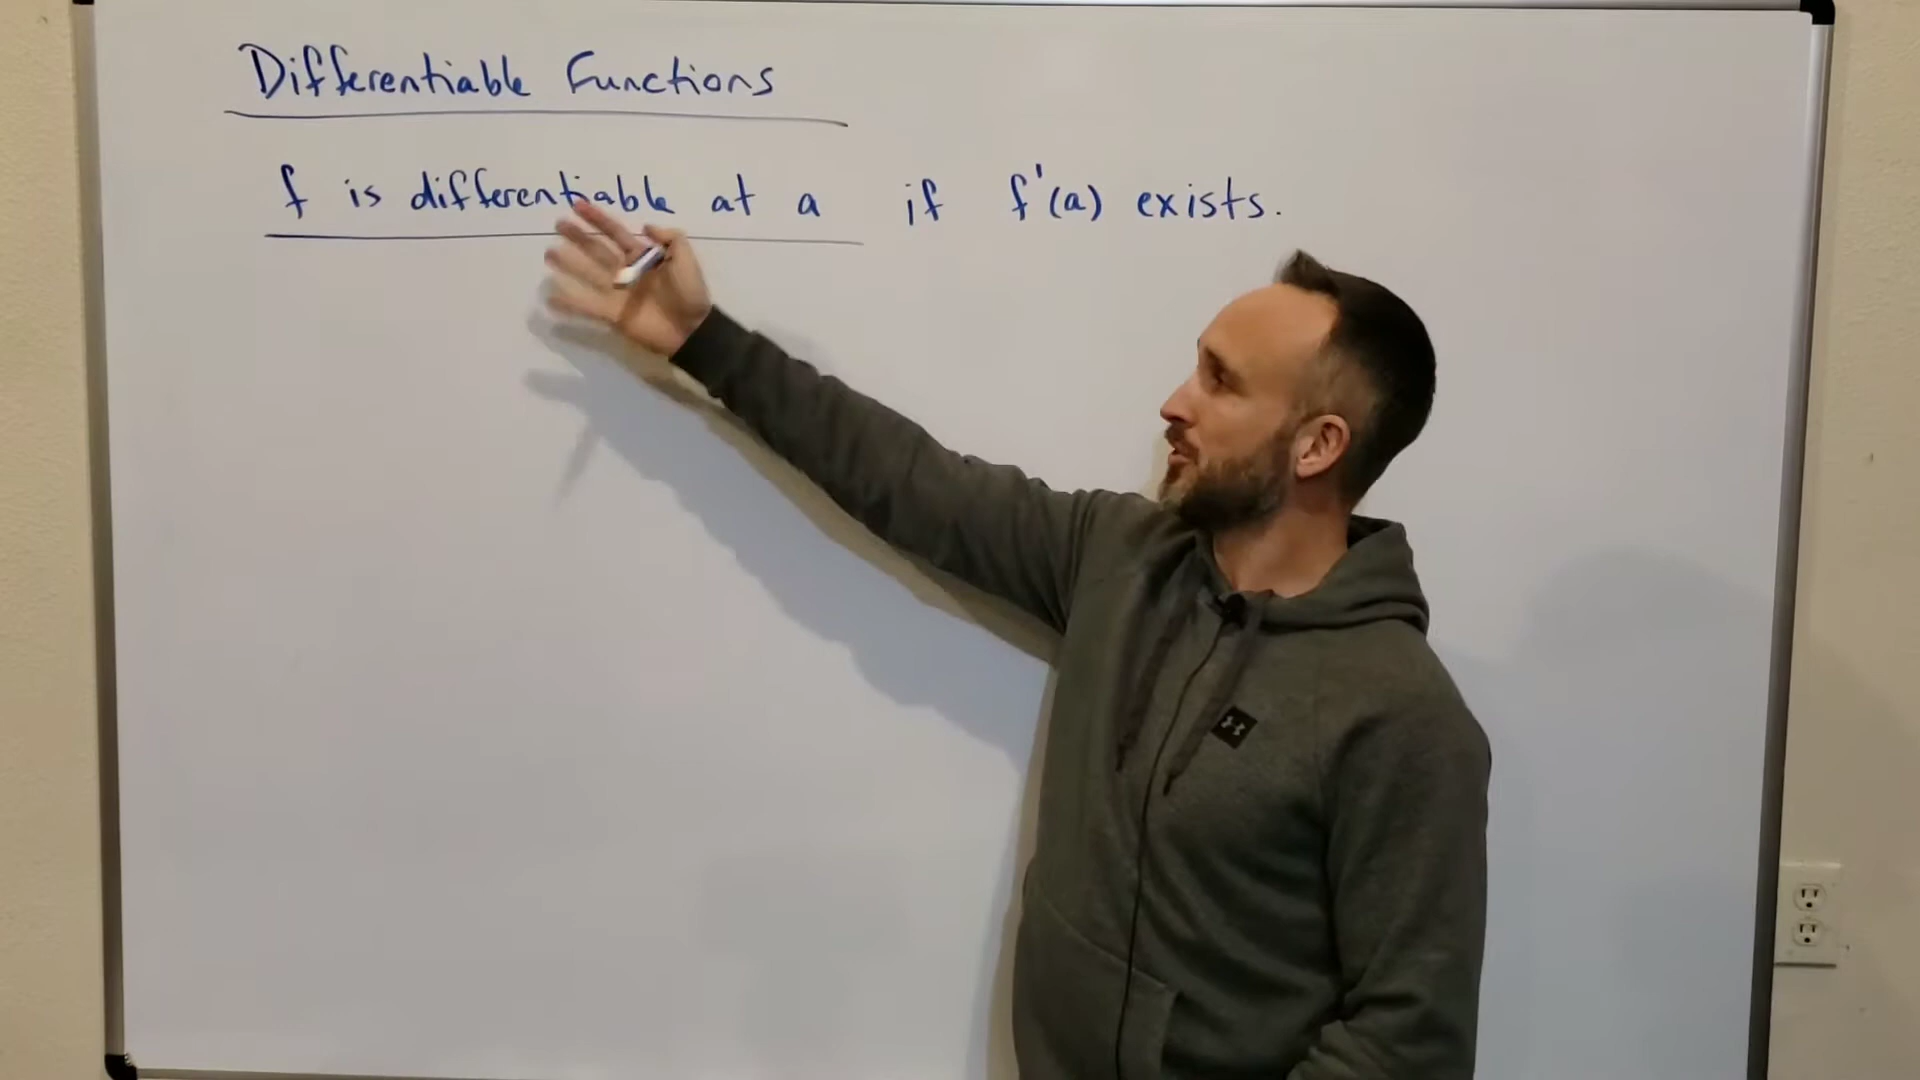 Differentiable Functions
f is differentiable at a if f'(a) exists.